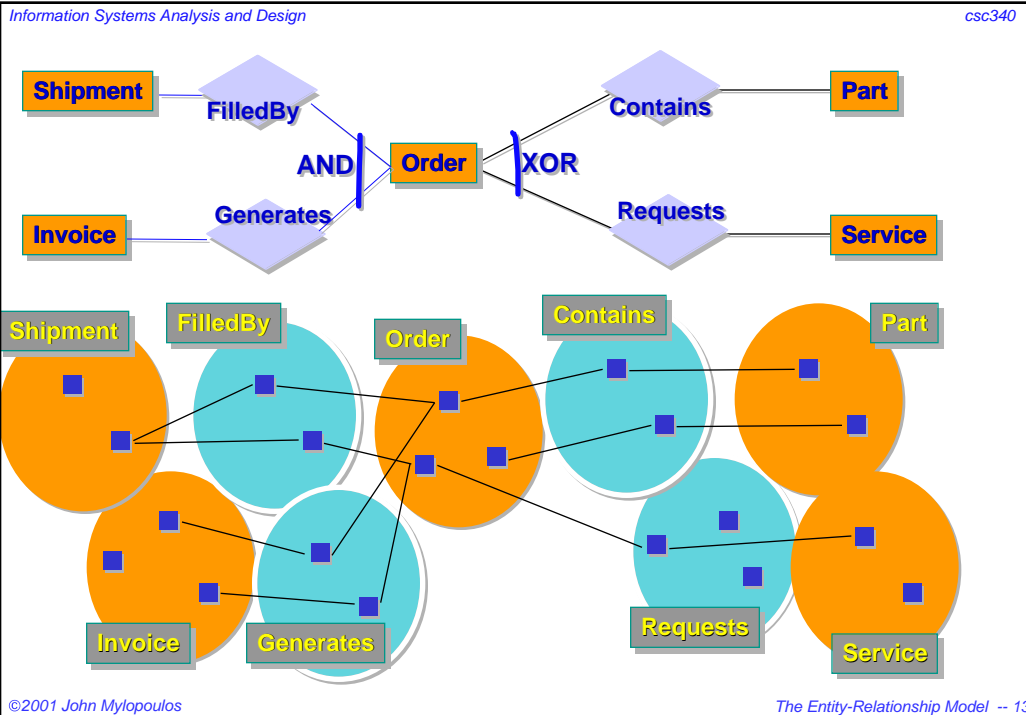 Information Systems Analysis and Design csc340
Shipment
FilledBy
Contains
Part
AND
Order
XOR
Generates
Requests
Invoice
Service
Shipment
FilledBy
Order
Contains
Part
Invoice
Generates
Requests
Service
©2001 John Mylopoulos The Entity-Relationship Model -- 13